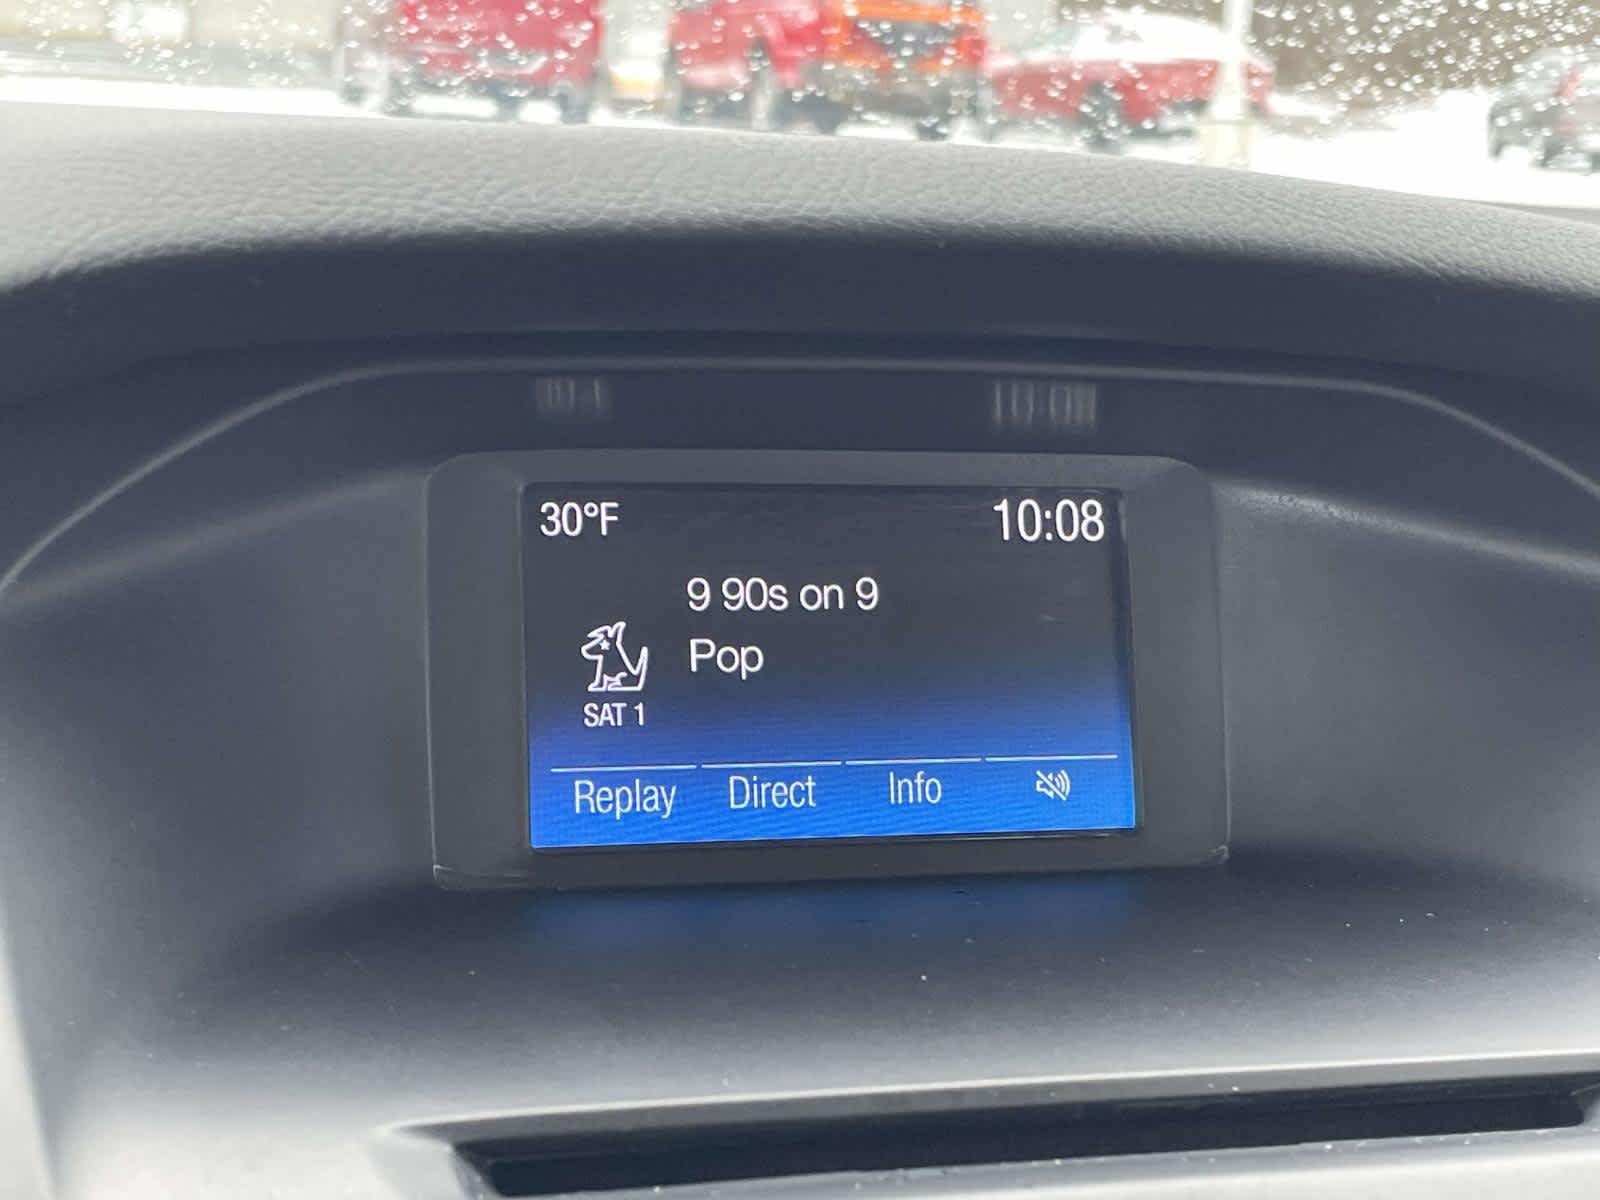 30°F
10:08
9 90s on 9
Pop
SAT 1
Replay
Direct
Info